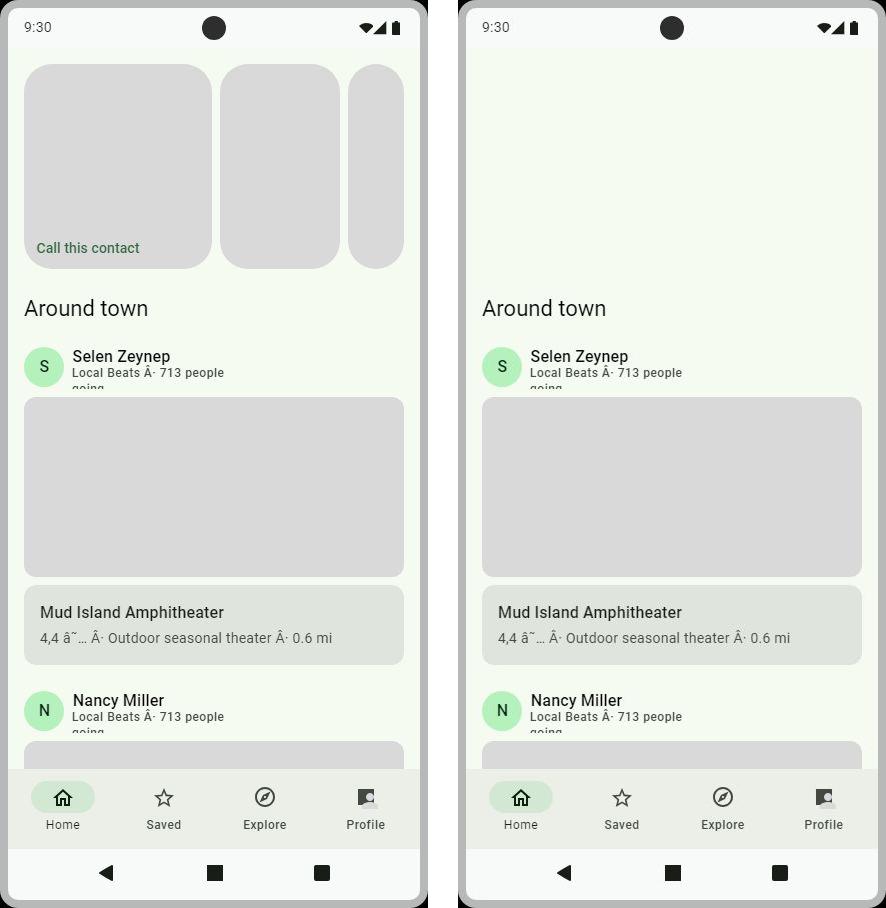 9:30
Call this contact
Around town
Selen Zeynep
Local Beats Â· 713 people
going
S
Mud Island Amphitheater
4,4 â˜… Â· Outdoor seasonal theater Â· 0.6 mi
Nancy Miller
Local Beats Â· 713 people
going
N
Home Saved Explore Profile
9:30
Around town
Selen Zeynep
Local Beats Â· 713 people
going
S
Mud Island Amphitheater
4,4 â˜… Â· Outdoor seasonal theater Â· 0.6 mi
Nancy Miller
Local Beats Â· 713 people
going
N
Home Saved Explore Profile